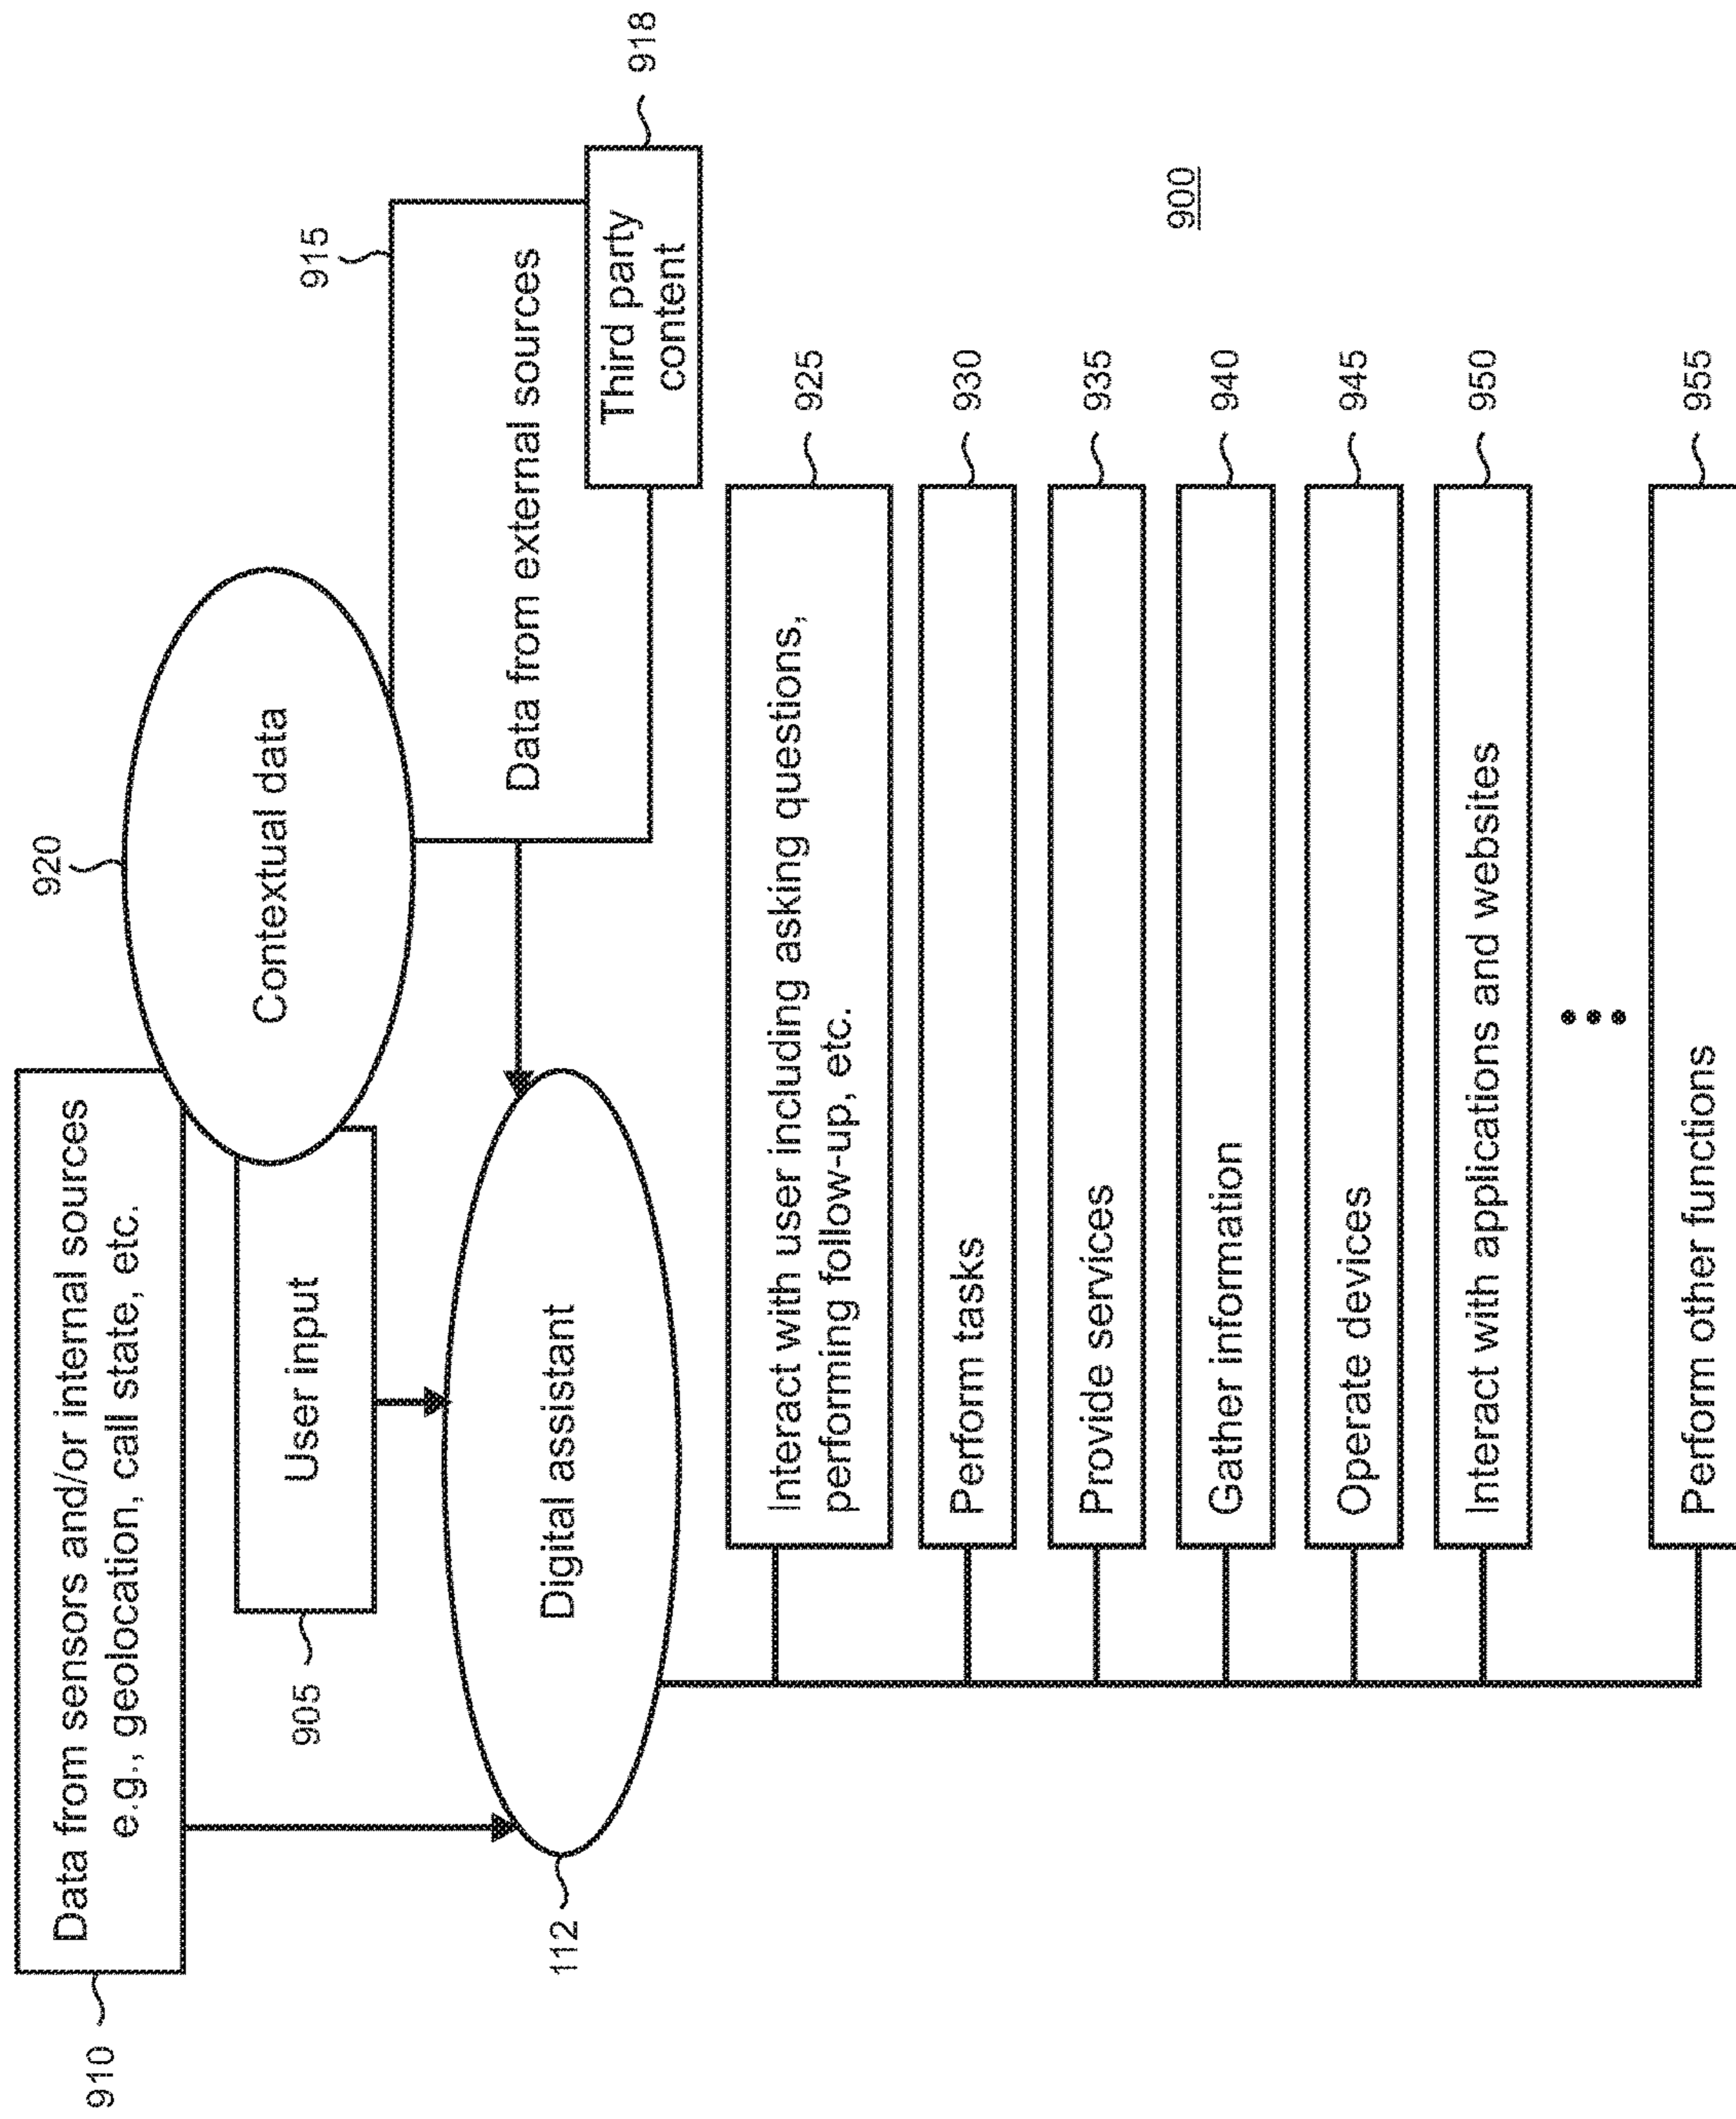 910
Data from sensors and/or internal sources
e.g., geolocation, call state, etc.
920
Contextual data
905
User input
915
Data from external sources
918
Third party
content
112
Digital assistant
Interact with user including asking questions,
performing follow-up, etc.
925
Perform tasks
930
Provide services
935
Gather information
940
Operate devices
945
Interact with applications and websites
950
Perform other functions
955
900